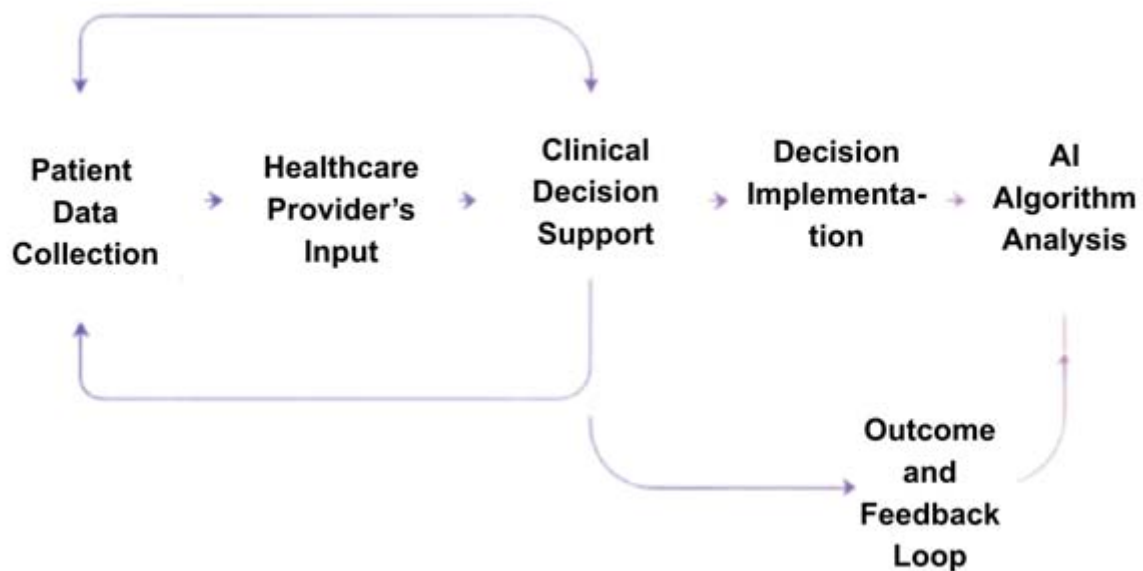 Patient
Data
Collection
Healthcare
Provider’s
Input
Clinical
Decision
Support
Decision
Implementa-
tion
AI
Algorithm
Analysis
Outcome
and
Feedback
Loop